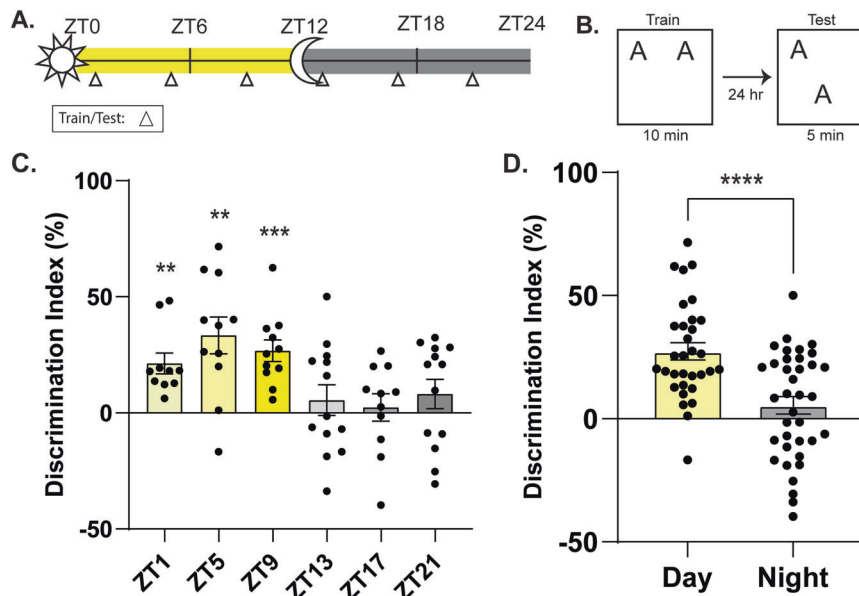 A.
ZT0 ZT6 ZT12 ZT18 ZT24
Train/Test: △
B.
Train Test
A A A
24 hr A
10 min 5 min
C.
100
50
0
-50
Discrimination Index (%)
** ** ***
ZT1 ZT5 ZT9 ZT13 ZT17 ZT21
D.
100
50
0
-50
Discrimination Index (%)
****
Day Night